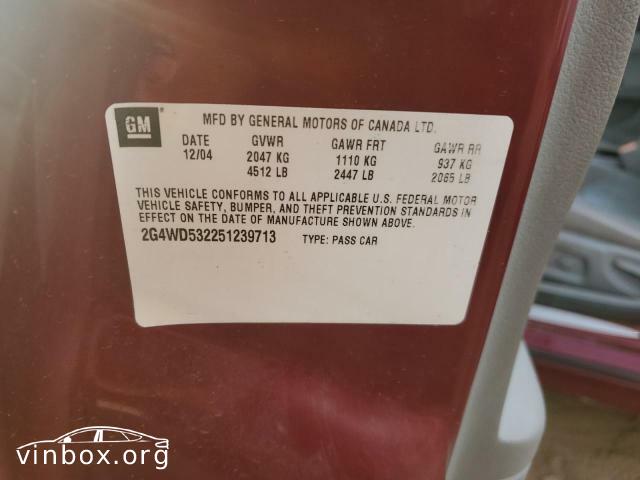 GM
MFD BY GENERAL MOTORS OF CANADA LTD.
DATE GVWR GAWR FRT GAWR RR
12/04 2047 KG 1110 KG 937 KG
4512 LB 2447 LB 2065 LB
THIS VEHICLE CONFORMS TO ALL APPLICABLE U.S. FEDERAL MOTOR
VEHICLE SAFETY, BUMPER, AND THEFT PREVENTION STANDARDS IN
EFFECT ON THE DATE OF MANUFACTURE SHOWN ABOVE.
2G4WD532251239713 TYPE: PASS CAR
vinbox.org